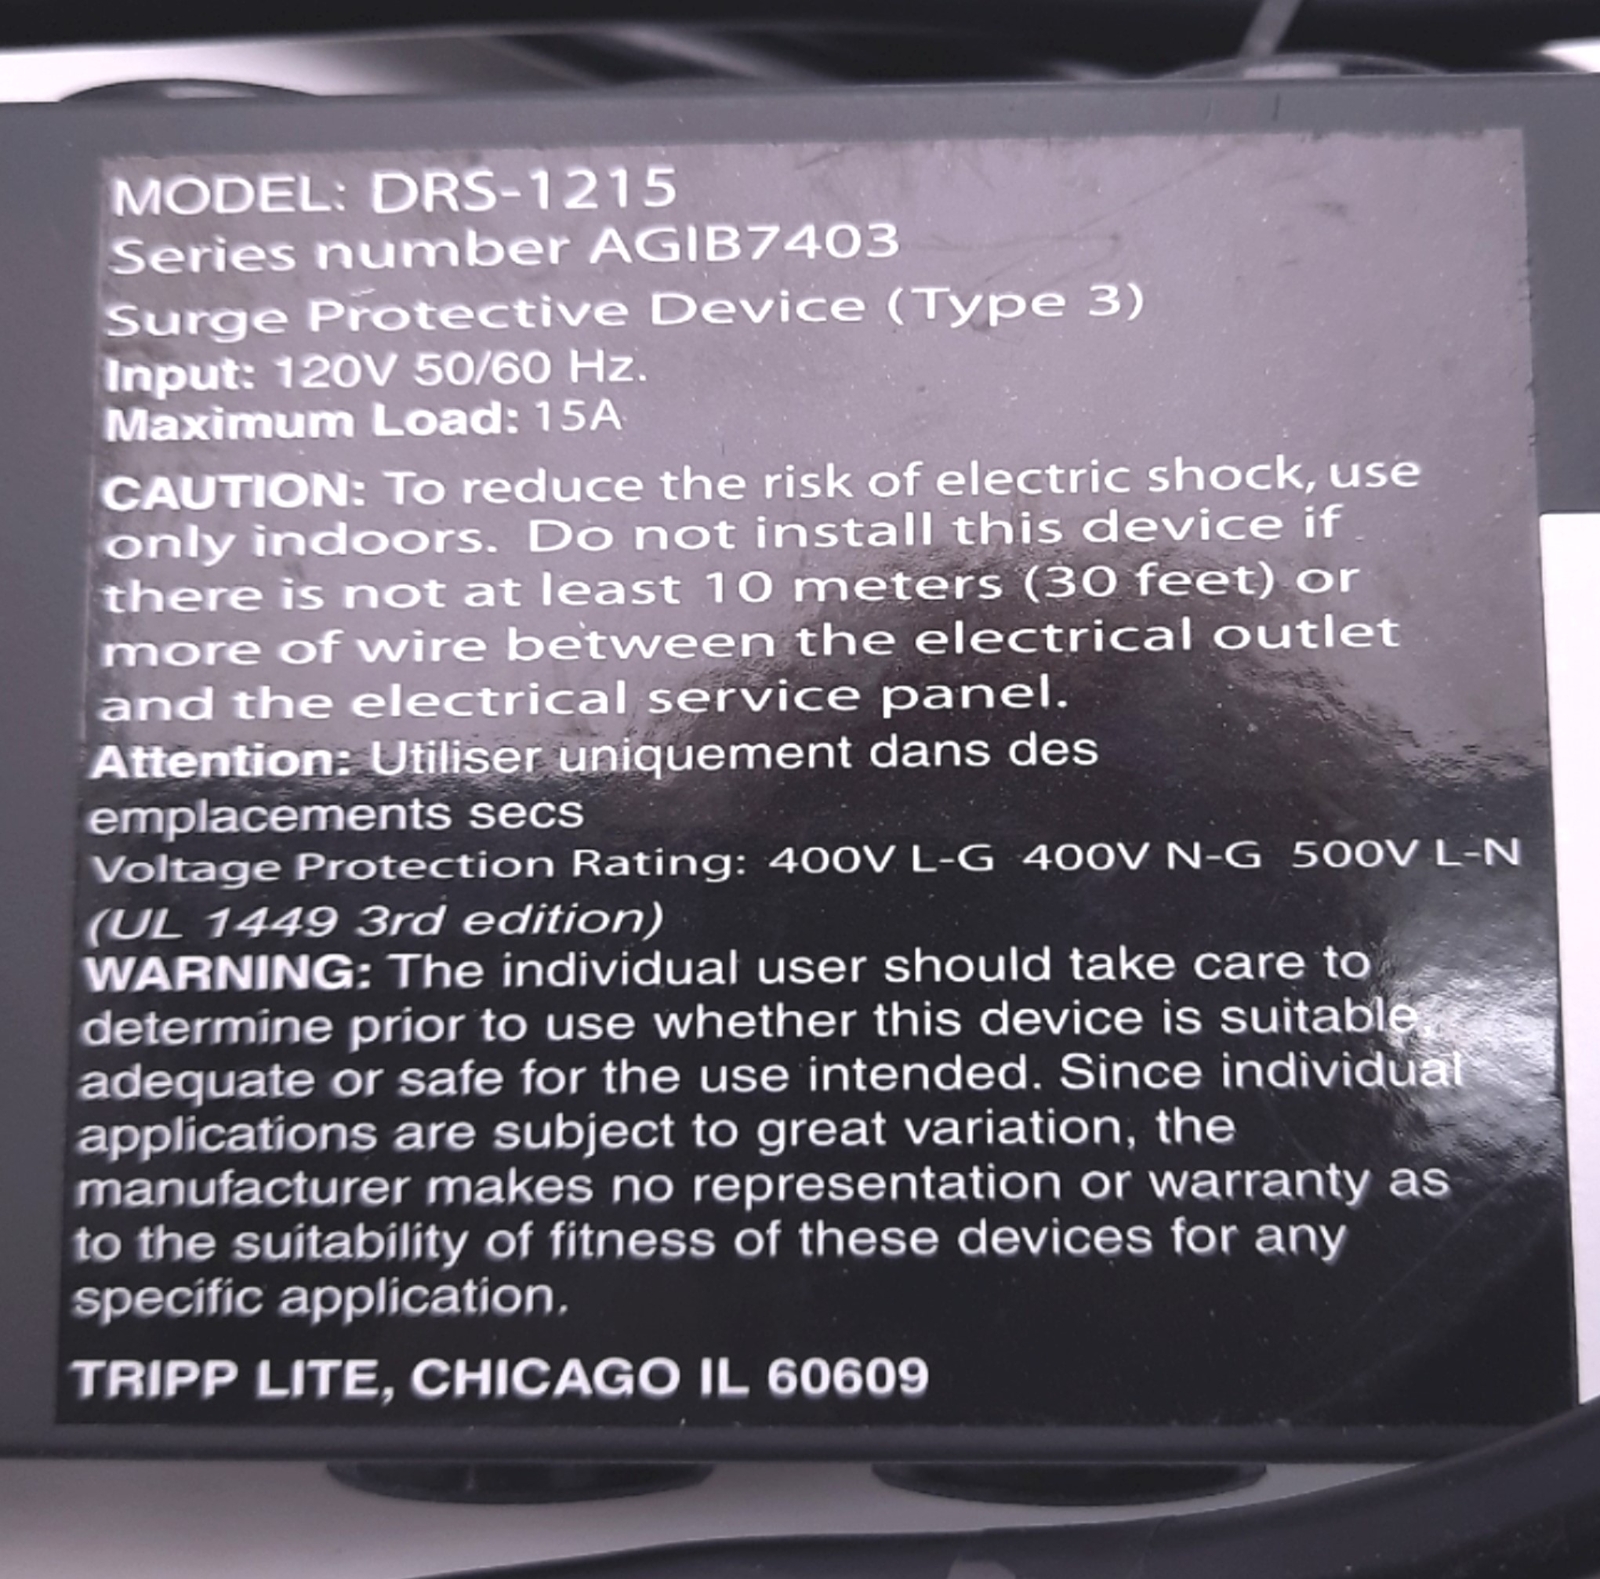 MODEL: DRS-1215
Series number AGIB7403
Surge Protective Device (Type 3)
Input: 120V 50/60 Hz.
Maximum Load: 15A
CAUTION: To reduce the risk of electric shock, use
only indoors. Do not install this device if
there is not at least 10 meters (30 feet) or
more of wire between the electrical outlet
and the electrical service panel.
Attention: Utiliser uniquement dans des
emplacements secs
Voltage Protection Rating: 400V L-G 400V N-G 500V L-N
(UL 1449 3rd edition)
WARNING: The individual user should take care to
determine prior to use whether this device is suitable,
adequate or safe for the use intended. Since individual
applications are subject to great variation, the
manufacturer makes no representation or warranty as
to the suitability of fitness of these devices for any
specific application.
TRIPP LITE, CHICAGO IL 60609